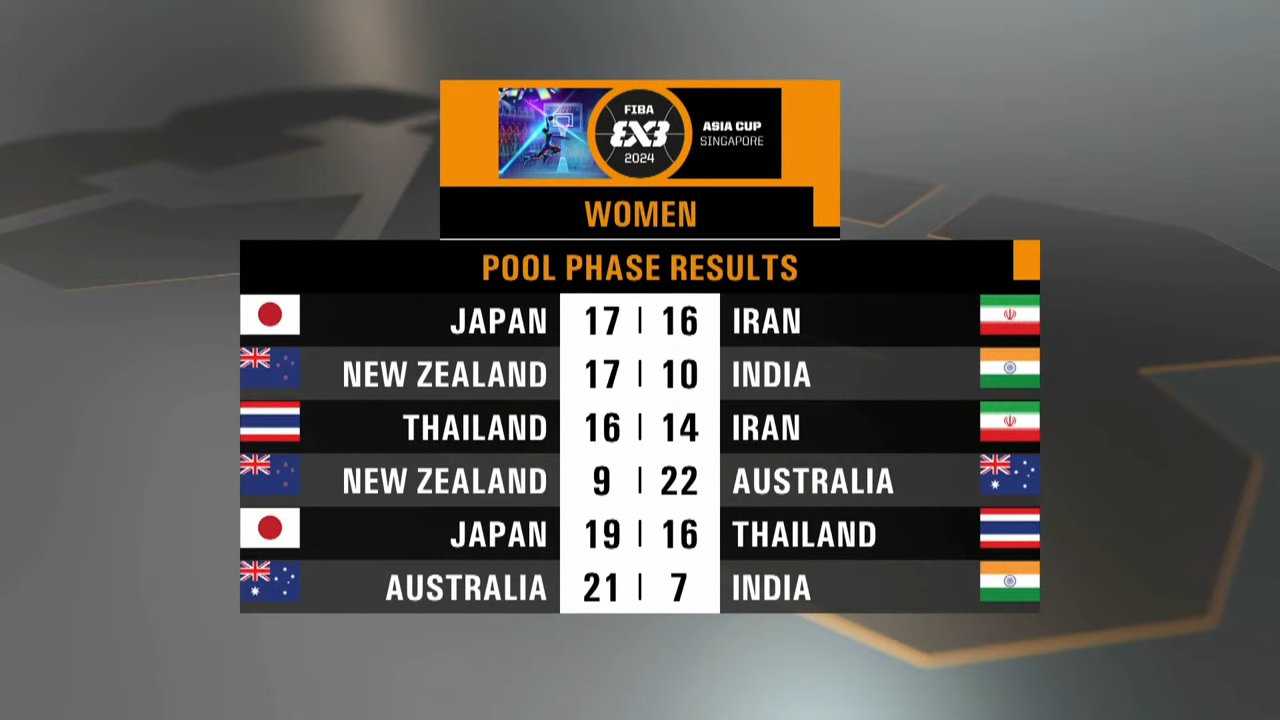 FIBA
3X3
2024
ASIA CUP
SINGAPORE
WOMEN
POOL PHASE RESULTS
JAPAN 17 | 16 IRAN
NEW ZEALAND 17 | 10 INDIA
THAILAND 16 | 14 IRAN
NEW ZEALAND 9 | 22 AUSTRALIA
JAPAN 19 | 16 THAILAND
AUSTRALIA 21 | 7 INDIA